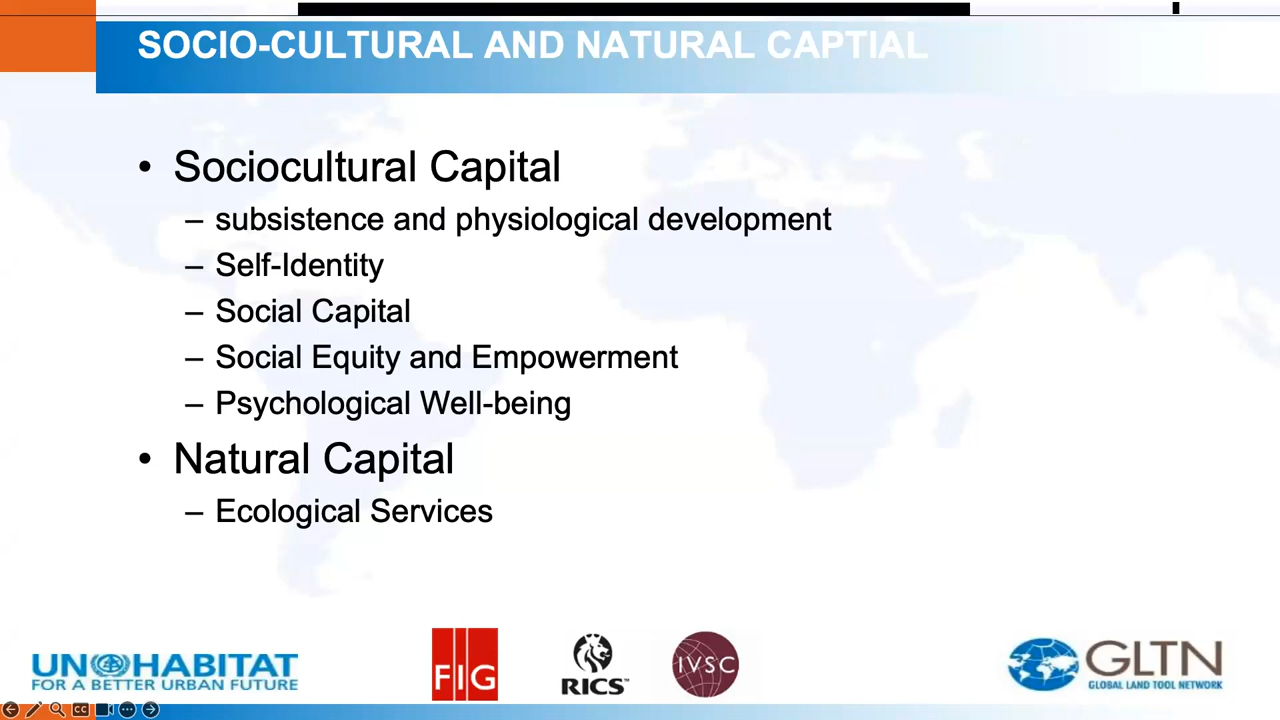 SOCIO-CULTURAL AND NATURAL CAPTIAL
• Sociocultural Capital
– subsistence and physiological development
– Self-Identity
– Social Capital
– Social Equity and Empowerment
– Psychological Well-being
• Natural Capital
– Ecological Services
UN HABITAT
FOR A BETTER URBAN FUTURE
FIG
RICS™
IVSC
GLTN
GLOBAL LAND TOOL NETWORK
CC